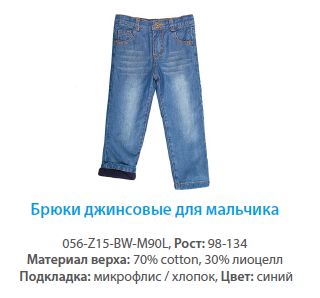 Брюки джинсовые для мальчика
056-Z15-BW-M90L, Рост: 98-134
Материал верха: 70% cotton, 30% лиоцелл
Подкладка: микрофлис / хлопок, Цвет: синий